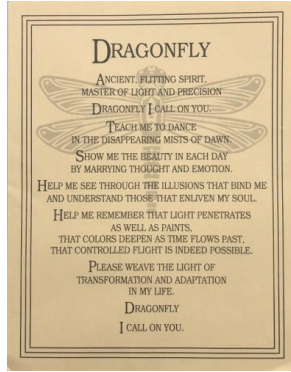 DRAGONFLY
ANCIENT, FLITTING SPIRIT,
MASTER OF LIGHT AND PRECISION
DRAGONFLY I CALL ON YOU.
TEACH ME TO DANCE
IN THE DISAPPEARING MISTS OF DAWN.
SHOW ME THE BEAUTY IN EACH DAY
BY MARRYING THOUGHT AND EMOTION.
HELP ME SEE THROUGH THE ILLUSIONS THAT BIND ME
AND UNDERSTAND THOSE THAT ENLIVEN MY SOUL.
HELP ME REMEMBER THAT LIGHT PENETRATES
AS WELL AS PAINTS,
THAT COLORS DEEPEN AS TIME FLOWS PAST,
THAT CONTROLLED FLIGHT IS INDEED POSSIBLE.
PLEASE WEAVE THE LIGHT OF
TRANSFORMATION AND ADAPTATION
IN MY LIFE.
DRAGONFLY
I CALL ON YOU.